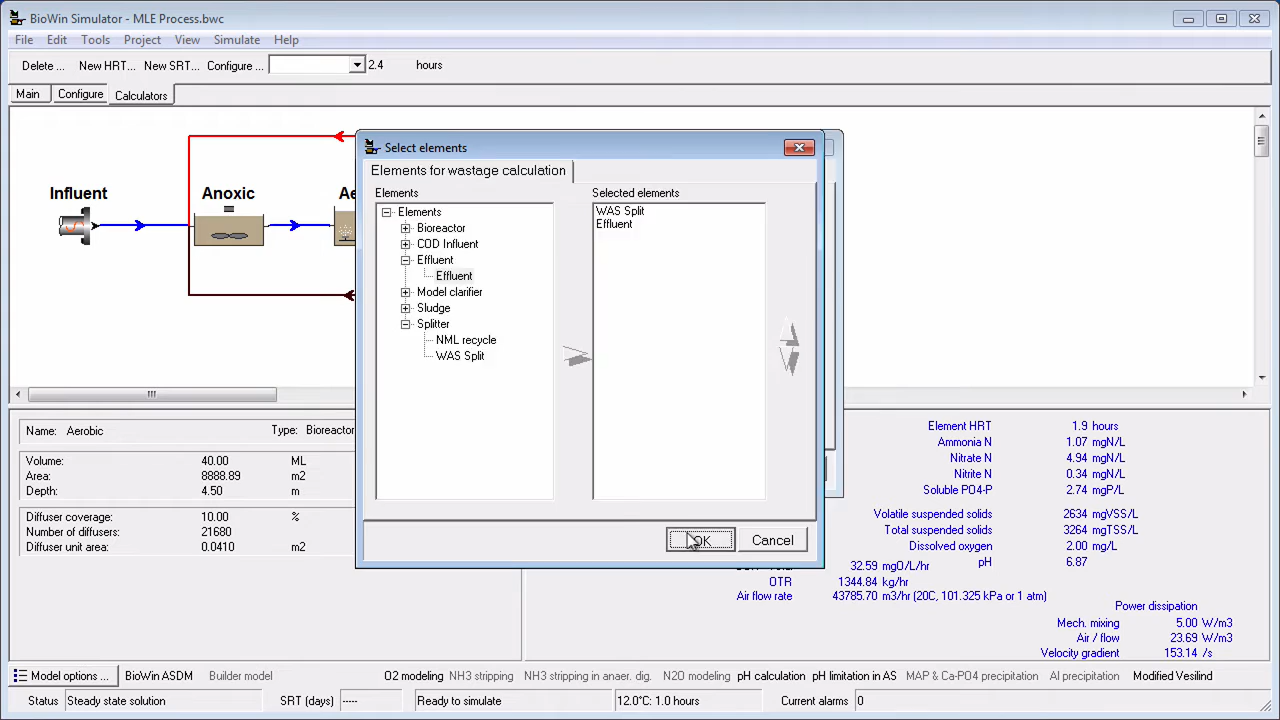 BioWin Simulator - MLE Process.bwc
File Edit Tools Project View Simulate Help
Delete ... New HRT... New SRT... Configure ... 2.4 hours
Main Configure Calculators
Influent
Anoxic
Select elements
Elements for wastage calculation
Elements
Elements
Bioreactor
COD Influent
Effluent
Effluent
Model clarifier
Sludge
Splitter
NML recycle
WAS Split
Selected elements
WAS Split
Effluent
OK Cancel
Name: Aerobic Type: Bioreactor
Volume: 40.00 ML
Area: 8888.89 m2
Depth: 4.50 m
Diffuser coverage: 10.00 %
Number of diffusers: 21680
Diffuser unit area: 0.0410 m2
Element HRT 1.9 hours
Ammonia N 1.07 mgN/L
Nitrate N 4.94 mgN/L
Nitrite N 0.34 mgN/L
Soluble PO4-P 2.74 mgP/L
Volatile suspended solids 2634 mgVSS/L
Total suspended solids 3264 mgTSS/L
Dissolved oxygen 2.00 mg/L
pH 6.87
32.59 mgO/L/hr
OTR 1344.84 kg/hr
Air flow rate 43785.70 m3/hr (20C, 101.325 kPa or 1 atm)
Power dissipation
Mech. mixing 5.00 W/m3
Air / flow 23.69 W/m3
Velocity gradient 153.14 /s
Model options ... BioWin ASDM Builder model O2 modeling NH3 stripping NH3 stripping in anaer. dig. N2O modeling pH calculation pH limitation in AS MAP & Ca-PO4 precipitation Al precipitation Modified Vesilind
Status Steady state solution SRT (days) ----- Ready to simulate 12.0°C: 1.0 hours Current alarms 0